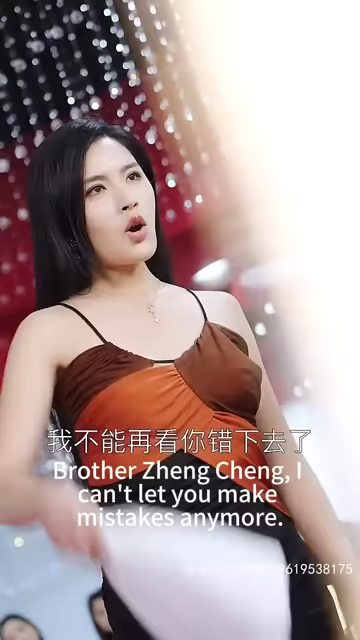 我不能再看你错下去了
Brother Zheng Cheng, I
can't let you make
mistakes anymore.
619538175